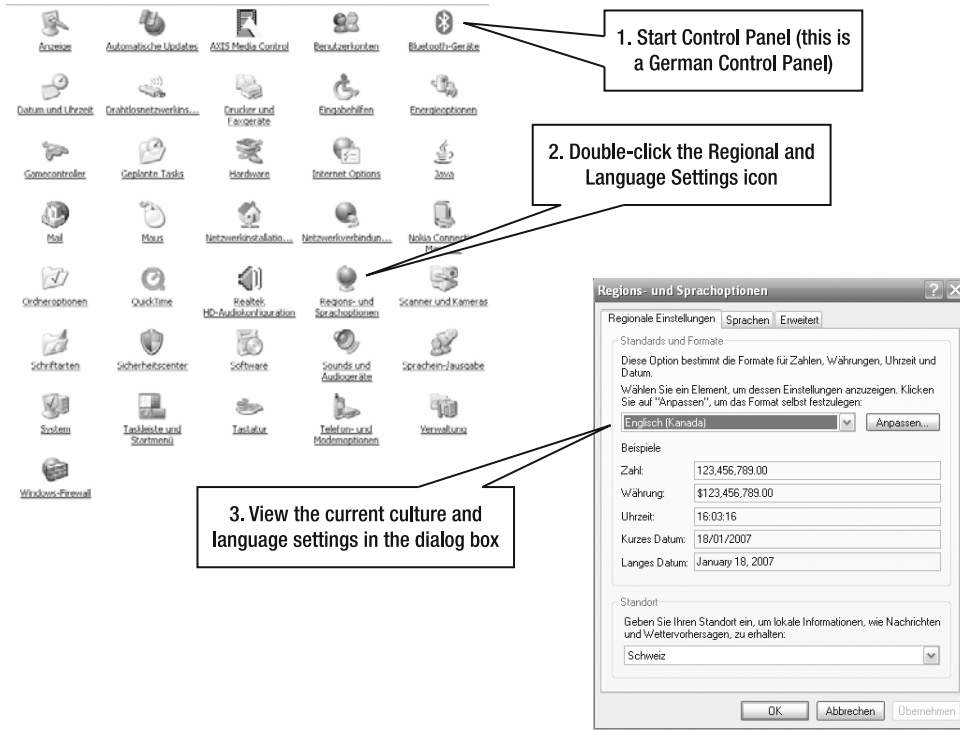 1. Start Control Panel (this is
a German Control Panel)
Anzeige
Automatische Updates
AXIS Media Control
Benutzerkonten
Bluetooth-Geräte
Datum und Uhrzeit
Drahtlosnetzwerkins...
Drucker und
Faxgeräte
Eingabehilfen
Energieoptionen
2. Double-click the Regional and
Language Settings icon
Gamecontroller
Geplante Tasks
Hardware
Internet Options
Java
Mail
Maus
Netzwerkinstallatio...
Netzwerkverbindun...
Nokia Connection
Ordneroptionen
QuickTime
Realtek
HD-Audiokonfiguration
Regions- und
Sprachoptionen
Scanner und Kameras
Schriftarten
Sicherheitscenter
Software
Sounds und
Audiogeräte
Sprachein-/ausgabe
System
Taskleiste und
Startmenü
Tastatur
Telefon- und
Modemoptionen
Verwaltung
Windows-Firewall
3. View the current culture and
language settings in the dialog box
Regions- und Sprachoptionen
Regionale Einstellungen
Sprachen
Erweitert
Standards und Formate
Diese Option bestimmt die Formate für Zahlen, Währungen, Uhrzeit und
Datum.
Wählen Sie ein Element, um dessen Einstellungen anzuzeigen. Klicken
Sie auf "Anpassen", um das Format selbst festzulegen:
Englisch (Kanada)
Anpassen...
Beispiele
Zahl: 123,456,789.00
Währung: $123,456,789.00
Uhrzeit: 16:03:16
Kurzes Datum: 18/01/2007
Langes Datum: January 18, 2007
Standort
Geben Sie Ihren Standort ein, um lokale Informationen, wie Nachrichten
und Wettervorhersagen, zu erhalten:
Schweiz
OK
Abbrechen
Übernehmen